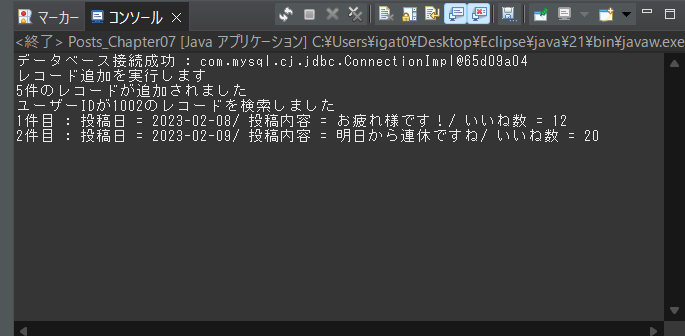 マーカー コンソール
<終了> Posts_Chapter07 [Java アプリケーション] C:¥Users¥igat0¥Desktop¥Eclipse¥java¥21¥bin¥javaw.exe
データベース接続成功 : com.mysql.cj.jdbc.ConnectionImpl@65d09a04
レコード追加を実行します
5件のレコードが追加されました
ユーザーIDが1002のレコードを検索しました
1件目 : 投稿日 = 2023-02-08/ 投稿内容 = お疲れ様です！/ いいね数 = 12
2件目 : 投稿日 = 2023-02-09/ 投稿内容 = 明日から連休ですね/ いいね数 = 20